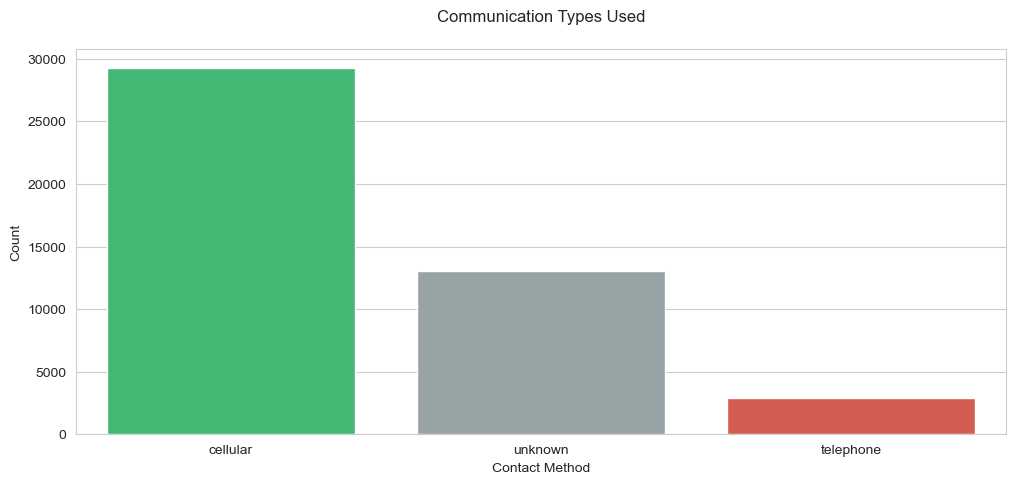 Communication Types Used
Count
30000
25000
20000
15000
10000
5000
0
cellular
unknown
telephone
Contact Method